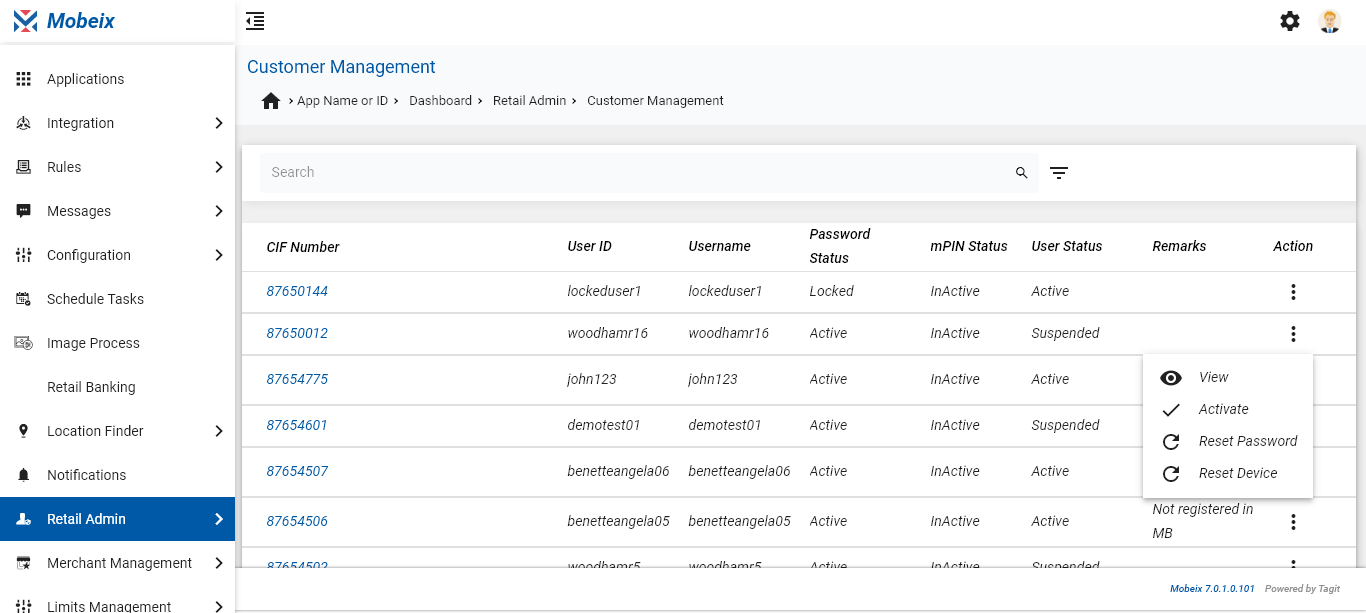 Mobeix
Applications
Integration
Rules
Messages
Configuration
Schedule Tasks
Image Process
Retail Banking
Location Finder
Notifications
Retail Admin
Merchant Management
Limits Management
Customer Management
App Name or ID Dashboard Retail Admin Customer Management
Search
CIF Number User ID Username Password Status mPIN Status User Status Remarks Action
87650144 lockeduser1 lockeduser1 Locked InActive Active
87650012 woodhamr16 woodhamr16 Active InActive Suspended
87654775 john123 john123 Active InActive Active
87654601 demotest01 demotest01 Active InActive Suspended
87654507 benetteangela06 benetteangela06 Active InActive Active
87654506 benetteangela05 benetteangela05 Active InActive Active Not registered in MB
87654502 woodhamr5 woodhamr5 Active InActive Suspended
View
Activate
Reset Password
Reset Device
Mobeix 7.0.1.0.101 Powered by Tagit